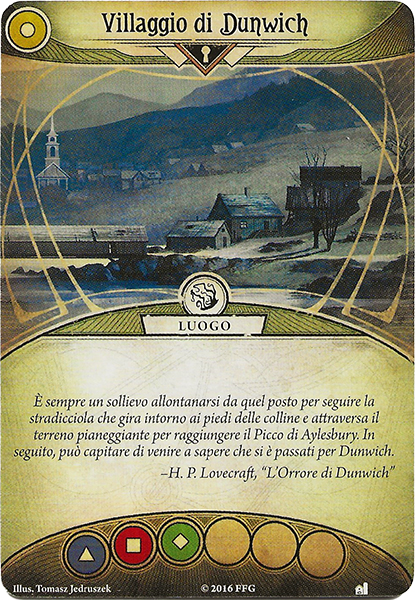 Villaggio di Dunwich
LUOGO
È sempre un sollievo allontanarsi da quel posto per seguire la
stradicciola che gira intorno ai piedi delle colline e attraversa il
terreno pianeggiante per raggiungere il Picco di Aylesbury. In
seguito, può capitare di venire a sapere che si è passati per Dunwich.
–H. P. Lovecraft, “L’Orrore di Dunwich”
Illus. Tomasz Jedruszek
© 2016 FFG